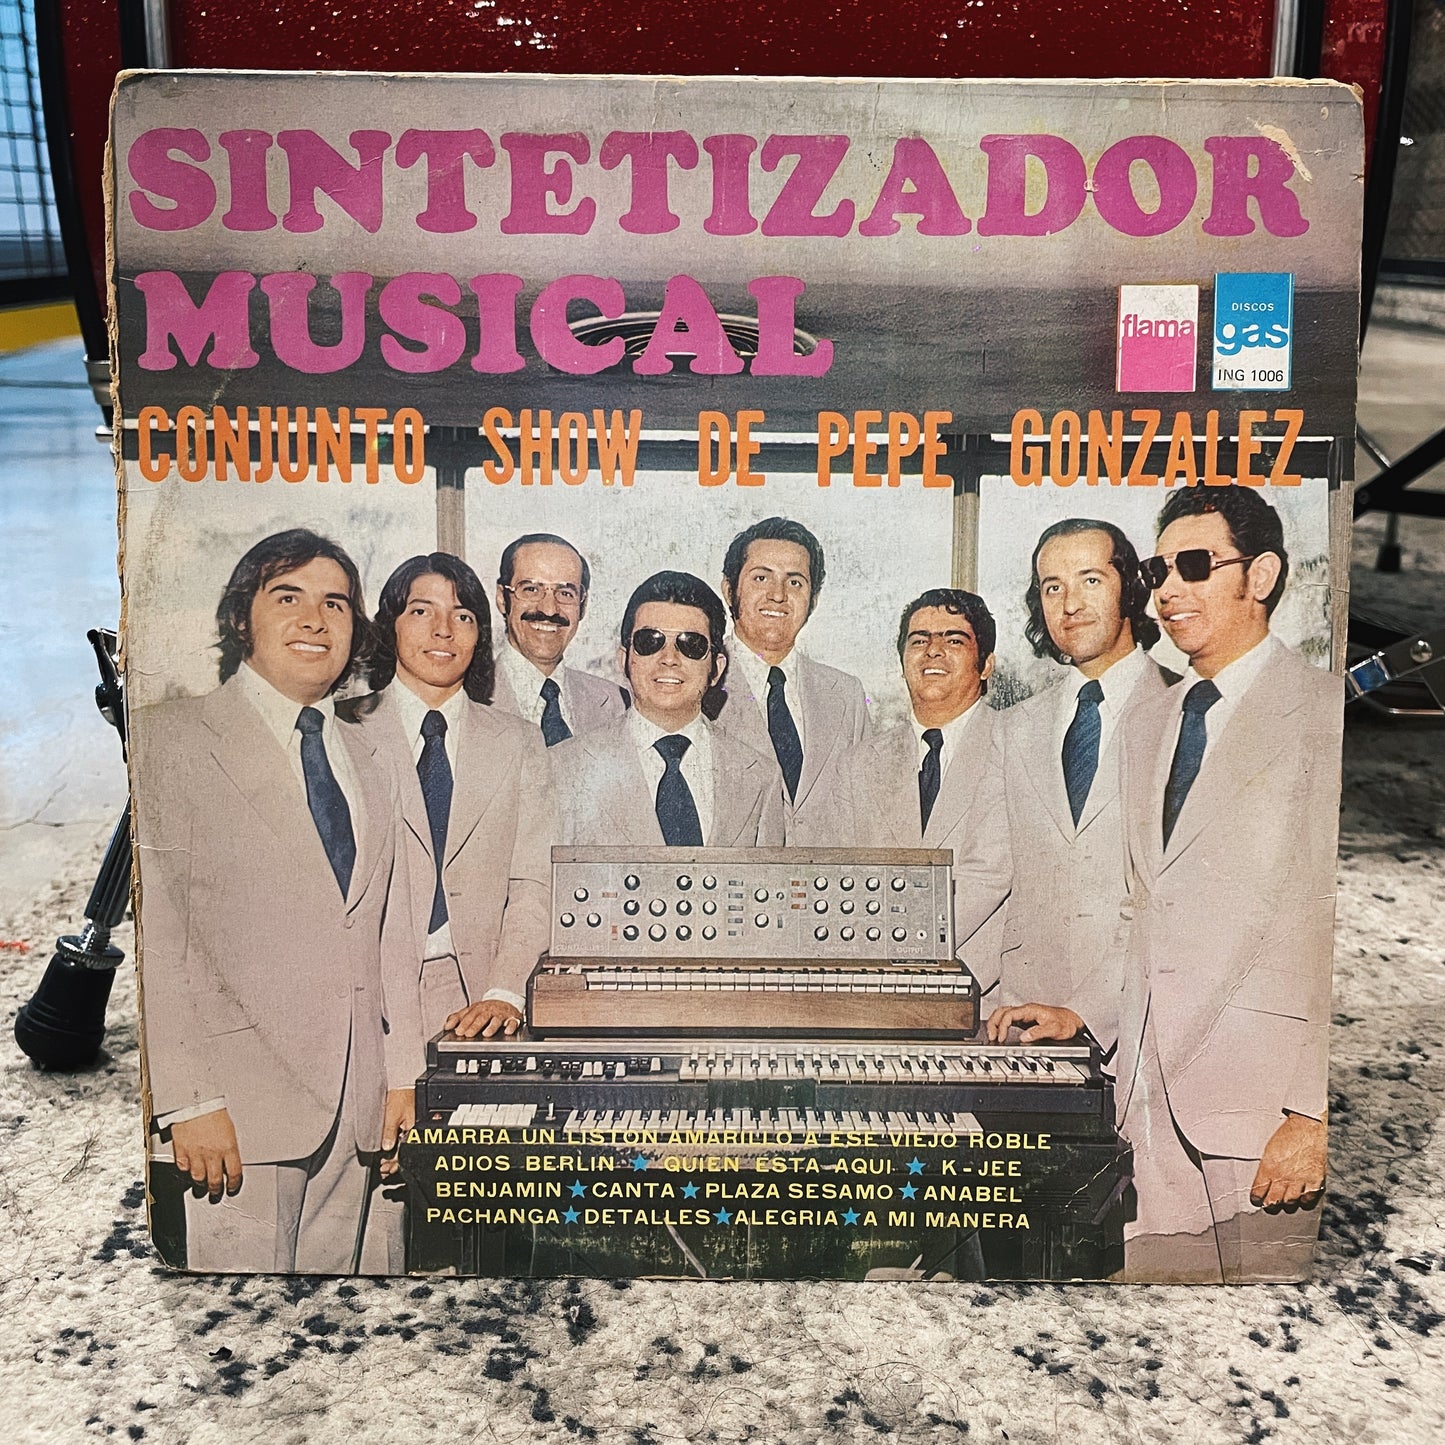 SINTETIZADOR
MUSICAL
flama
DISCOS
gas
ING 1006
CONJUNTO SHOW DE PEPE GONZALEZ
OUTPUT
AMARRA UN LISTON AMARILLO A ESE VIEJO ROBLE
ADIOS BERLIN ★ QUIEN ESTA AQUI ★ K-JEE
BENJAMIN ★ CANTA ★ PLAZA SESAMO ★ ANABEL
PACHANGA ★ DETALLES ★ ALEGRIA ★ A MI MANERA